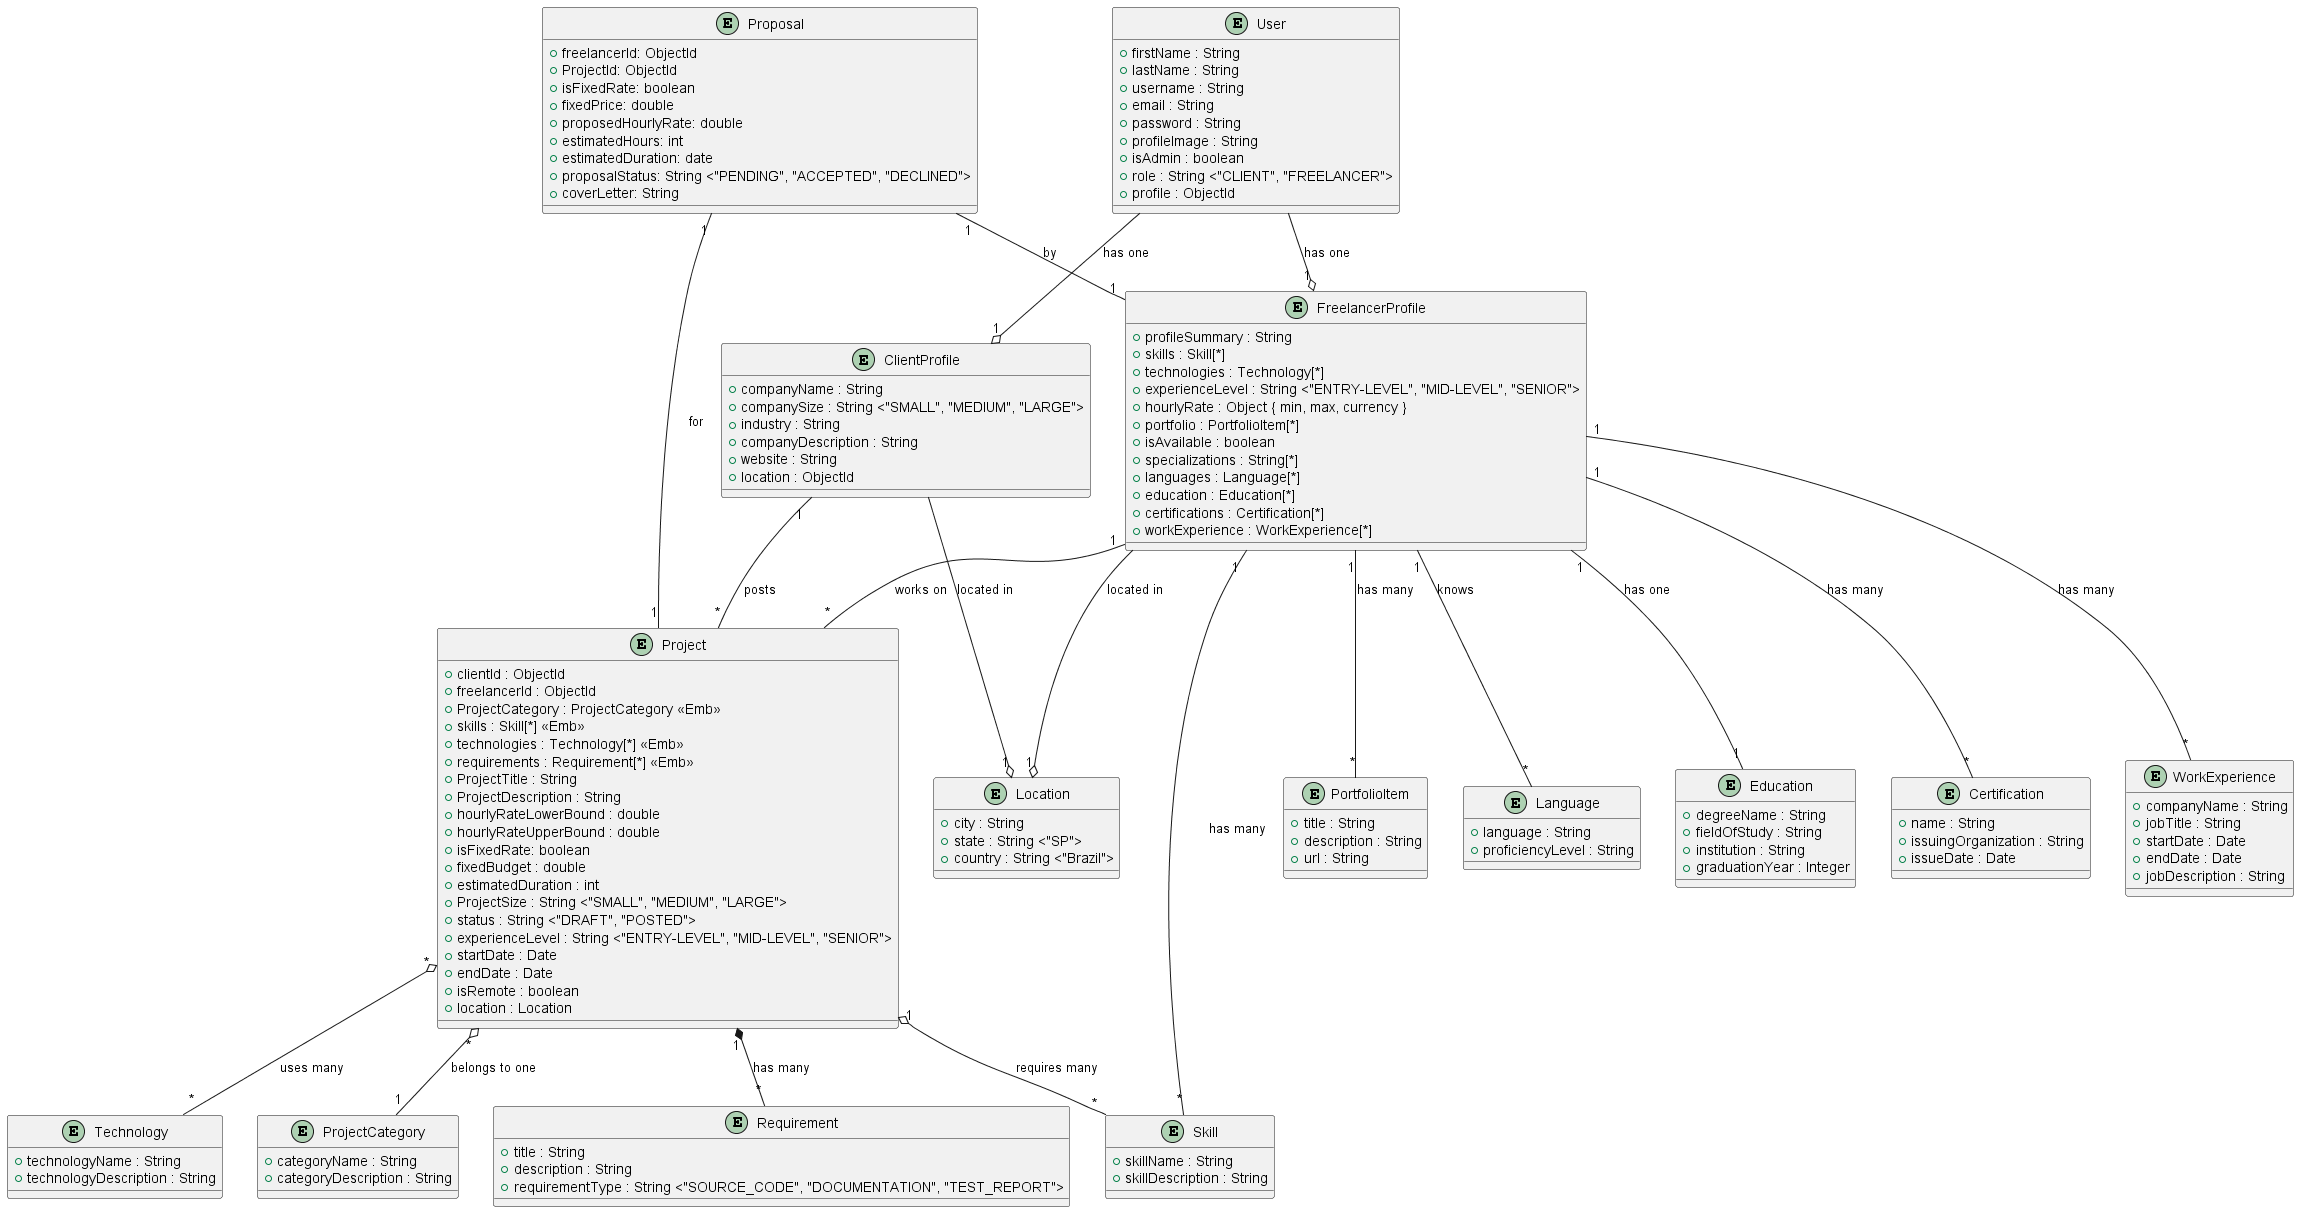 E Proposal
freelancerId: ObjectId
ProjectId: ObjectId
isFixedRate: boolean
fixedPrice: double
proposedHourlyRate: double
estimatedHours: int
estimatedDuration: date
proposalStatus: String <"PENDING", "ACCEPTED", "DECLINED">
coverLetter: String
E User
firstName : String
lastName : String
username : String
email : String
password : String
profileImage : String
isAdmin : boolean
role : String <"CLIENT", "FREELANCER">
profile : ObjectId
1
1
by
has one
has one
1
1
1
for
1
E ClientProfile
companyName : String
companySize : String <"SMALL", "MEDIUM", "LARGE">
industry : String
companyDescription : String
website : String
location : ObjectId
E FreelancerProfile
profileSummary : String
skills : Skill[*]
technologies : Technology[*]
experienceLevel : String <"ENTRY-LEVEL", "MID-LEVEL", "SENIOR">
hourlyRate : Object { min, max, currency }
portfolio : PortfolioItem[*]
isAvailable : boolean
specializations : String[*]
languages : Language[*]
education : Education[*]
certifications : Certification[*]
workExperience : WorkExperience[*]
1
1
1
1
1
1
1
1
posts
works on
located in
located in
has many
knows
has one
has many
has many
*
*
E Project
clientId : ObjectId
freelancerId : ObjectId
ProjectCategory : ProjectCategory «Emb»
skills : Skill[*] «Emb»
technologies : Technology[*] «Emb»
requirements : Requirement[*] «Emb»
ProjectTitle : String
ProjectDescription : String
hourlyRateLowerBound : double
hourlyRateUpperBound : double
isFixedRate: boolean
fixedBudget : double
estimatedDuration : int
ProjectSize : String <"SMALL", "MEDIUM", "LARGE">
status : String <"DRAFT", "POSTED">
experienceLevel : String <"ENTRY-LEVEL", "MID-LEVEL", "SENIOR">
startDate : Date
endDate : Date
isRemote : boolean
location : Location
1
1
*
*
1
*
*
E Location
city : String
state : String <"SP">
country : String <"Brazil">
has many
E PortfolioItem
title : String
description : String
url : String
E Language
language : String
proficiencyLevel : String
E Education
degreeName : String
fieldOfStudy : String
institution : String
graduationYear : Integer
E Certification
name : String
issuingOrganization : String
issueDate : Date
E WorkExperience
companyName : String
jobTitle : String
startDate : Date
endDate : Date
jobDescription : String
*
*
1
1
uses many
belongs to one
has many
requires many
*
1
*
*
*
E Technology
technologyName : String
technologyDescription : String
E ProjectCategory
categoryName : String
categoryDescription : String
E Requirement
title : String
description : String
requirementType : String <"SOURCE_CODE", "DOCUMENTATION", "TEST_REPORT">
E Skill
skillName : String
skillDescription : String